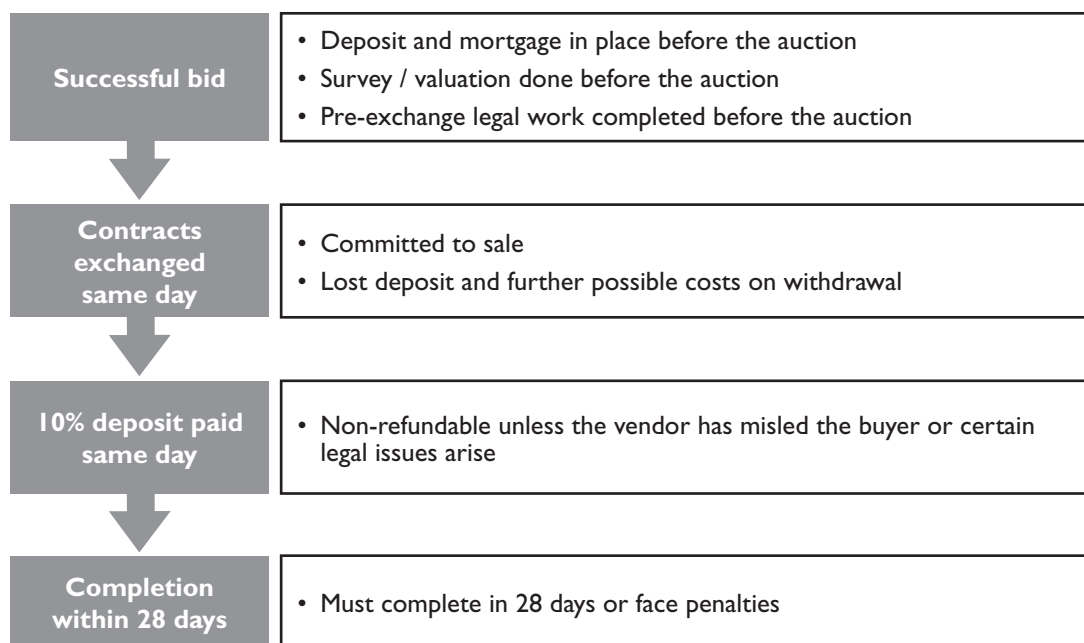 Successful bid
• Deposit and mortgage in place before the auction
• Survey / valuation done before the auction
• Pre-exchange legal work completed before the auction
Contracts
exchanged
same day
• Committed to sale
• Lost deposit and further possible costs on withdrawal
10% deposit paid
same day
• Non-refundable unless the vendor has misled the buyer or certain
legal issues arise
Completion
within 28 days
• Must complete in 28 days or face penalties